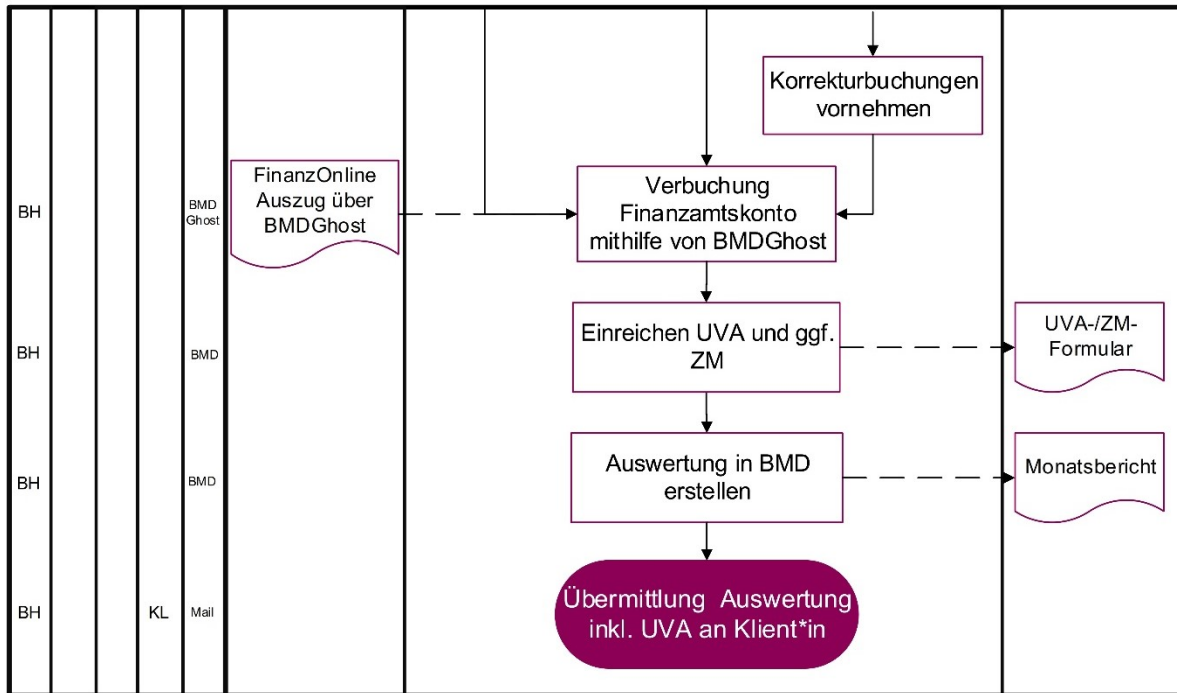 Korrekturbuchungen
vornehmen
BH
BMD
Ghost
FinanzOnline
Auszug über
BMDGhost
Verbuchung
Finanzamtskonto
mithilfe von BMDGhost
BH
BMD
Einreichen UVA und ggf.
ZM
UVA-/ZM-
Formular
BH
BMD
Auswertung in BMD
erstellen
Monatsbericht
BH
KL
Mail
Übermittlung Auswertung
inkl. UVA an Klient*in